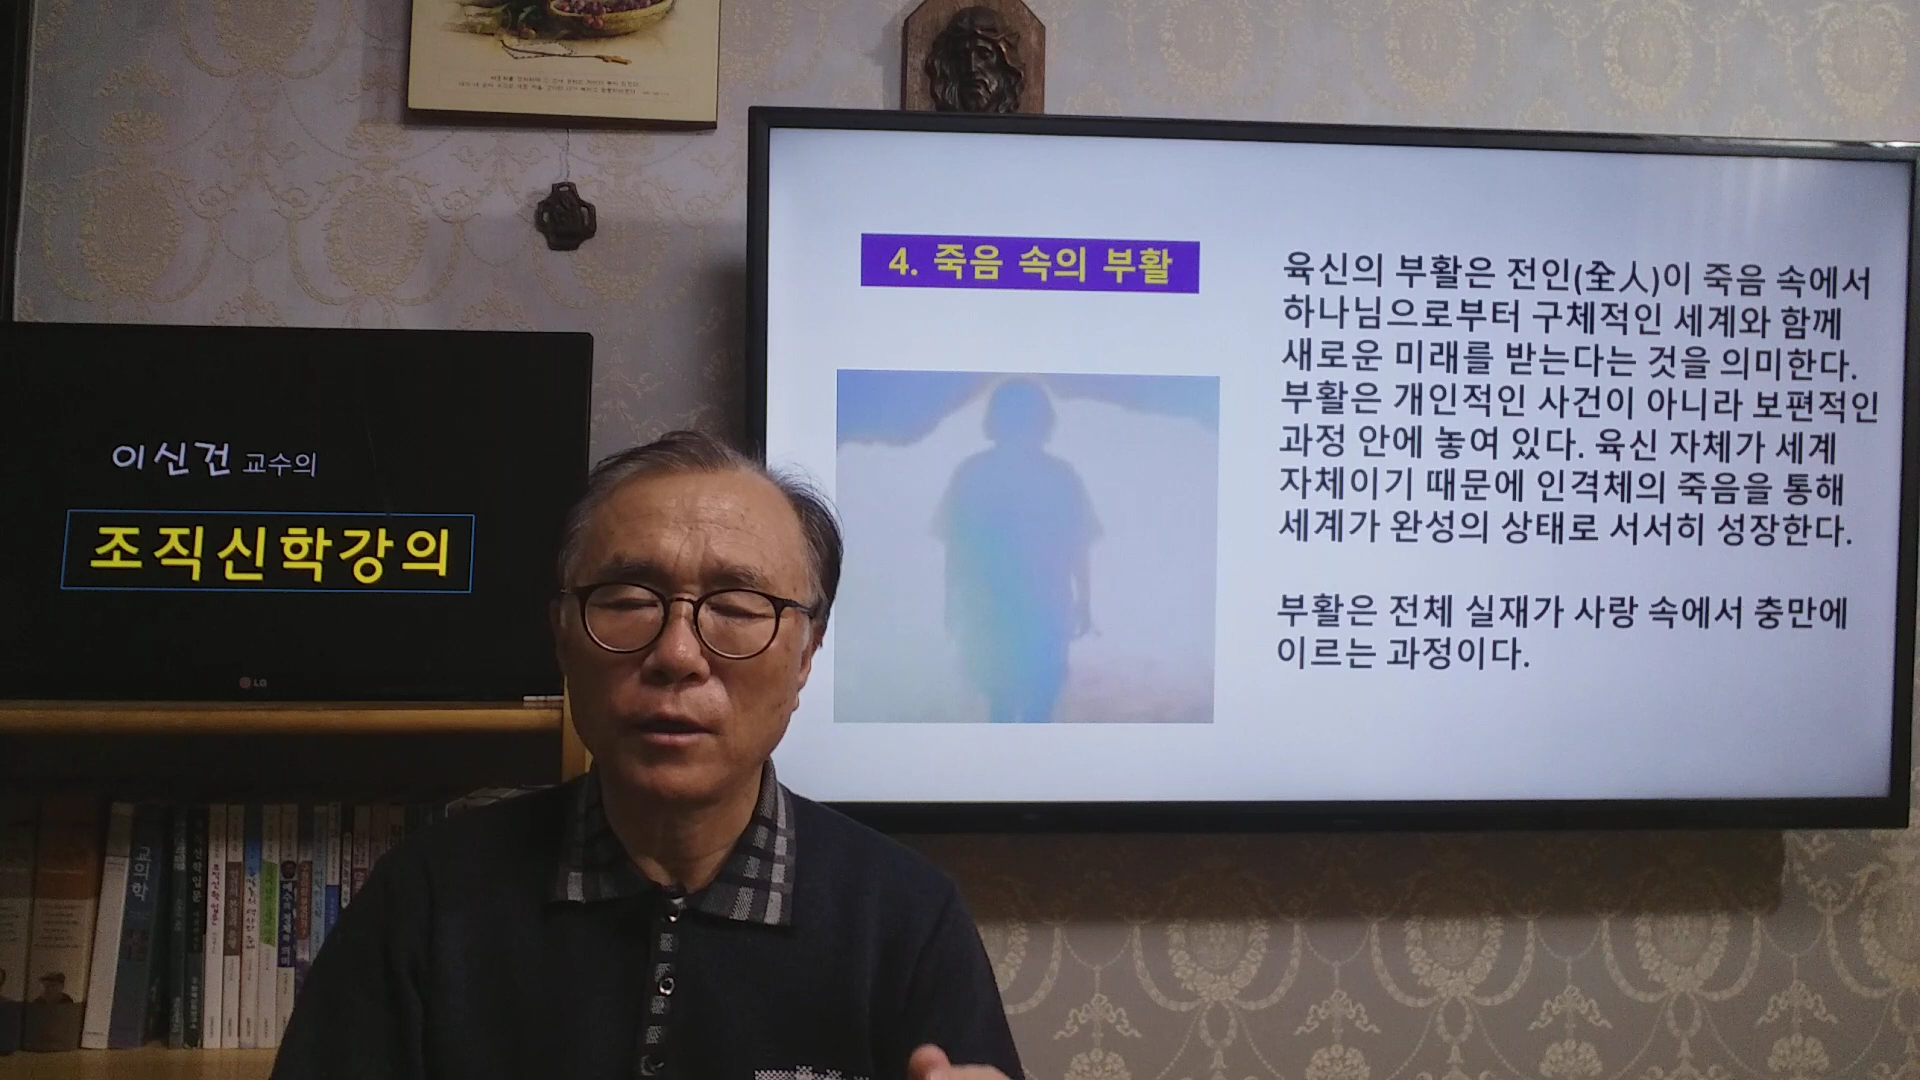 이신건 교수의
조직신학강의
LG
4. 죽음 속의 부활
육신의 부활은 전인(全人)이 죽음 속에서
하나님으로부터 구체적인 세계와 함께
새로운 미래를 받는다는 것을 의미한다.
부활은 개인적인 사건이 아니라 보편적인
과정 안에 놓여 있다. 육신 자체가 세계
자체이기 때문에 인격체의 죽음을 통해
세계가 완성의 상태로 서서히 성장한다.
부활은 전체 실재가 사랑 속에서 충만에
이르는 과정이다.
교의학